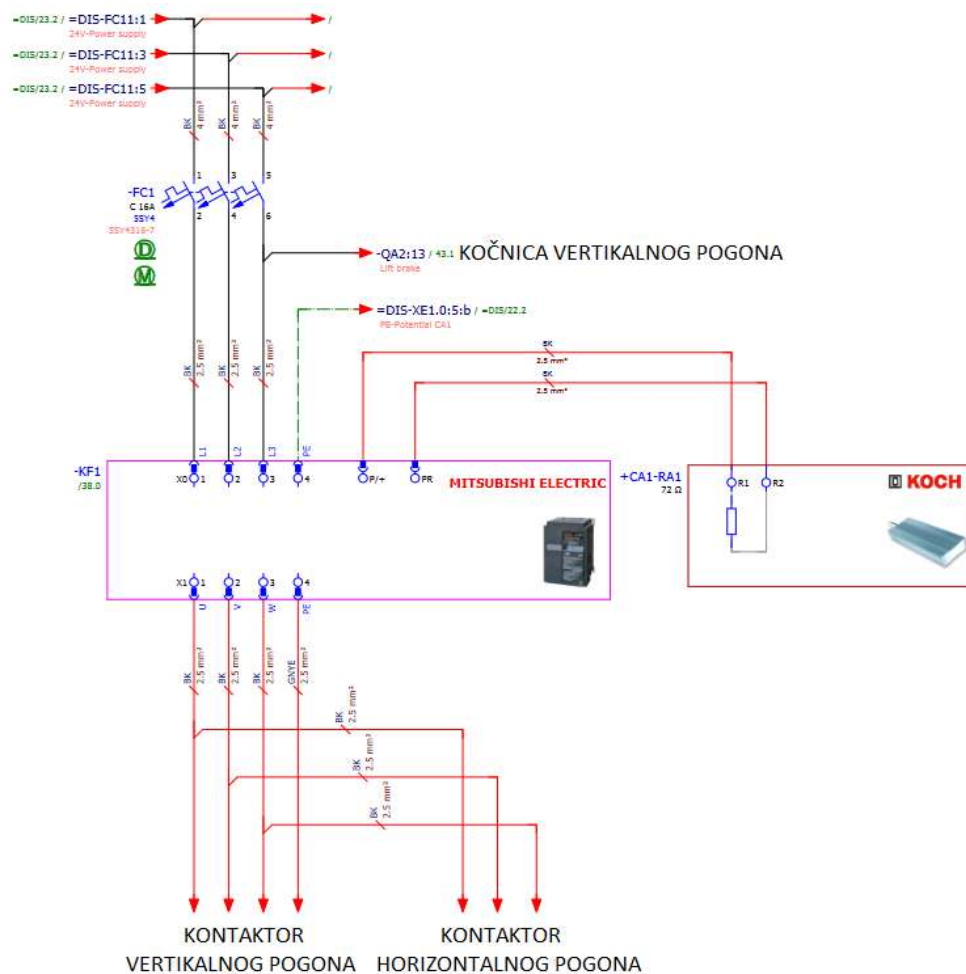 =DIS/23.2 / =DIS-FC11:1
24V-Power supply
/
=DIS/23.2 / =DIS-FC11:3
24V-Power supply
/
=DIS/23.2 / =DIS-FC11:5
24V-Power supply
/
BK 4 mm²
BK 4 mm²
BK 4 mm²
1 3 5
-FC1
C 16A
5SY4
5SY4316-7
2 4 6
D
M
-QA2:13 / 43.1 KOČNICA VERTIKALNOG POGONA
Lift brake
=DIS-XE1.0:5:b / =DIS/22.2
PE-Potential CA1
BK
2.5 mm²
BK
2.5 mm²
BK 2.5 mm²
BK 2.5 mm²
BK 2.5 mm²
L1 L2 L3 PE
-KF1
/38.0
X0 1 2 3 4 P/+ PR
MITSUBISHI ELECTRIC
+CA1-RA1
72 Ω
R1 R2
KOCH
X1 1 2 3 4
U V W PE
BK 2.5 mm²
BK 2.5 mm²
BK 2.5 mm²
GNYE 2.5 mm²
BK 2.5 mm²
BK 2.5 mm²
BK 2.5 mm²
KONTAKTOR
VERTIKALNOG POGONA
KONTAKTOR
HORIZONTALNOG POGONA